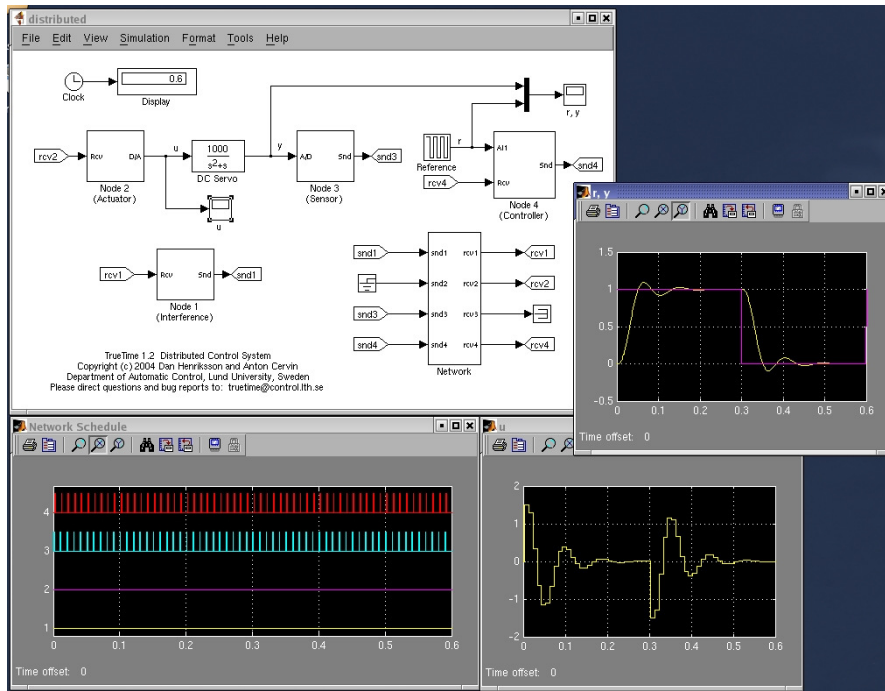 distributed
File Edit View Simulation Format Tools Help
Clock
0.6
Display
r, y
rcv2
Rcv D/A
Node 2
(Actuator)
u
1000
s²+s
DC Servo
y
A/D Snd
Node 3
(Sensor)
snd3
u
Reference
r
rcv4
AI1
Rcv
Snd
Node 4
(Controller)
snd4
rcv1
Rcv Snd
Node 1
(Interference)
snd1
snd1 snd1 rcv1 rcv1
snd2 rcv2 rcv2
snd3 snd3 rcv3
snd4 snd4 rcv4 rcv4
Network
TrueTime 1.2 Distributed Control System
Copyright (c) 2004 Dan Henriksson and Anton Cervin
Department of Automatic Control, Lund University, Sweden
Please direct questions and bug reports to: truetime@control.lth.se
r, y
1.5
1
0.5
0
-0.5
0 0.1 0.2 0.3 0.4 0.5 0.6
Time offset: 0
Network Schedule
4
3
2
1
0 0.1 0.2 0.3 0.4 0.5 0.6
Time offset: 0
u
2
1
0
-1
-2
0 0.1 0.2 0.3 0.4 0.5 0.6
Time offset: 0